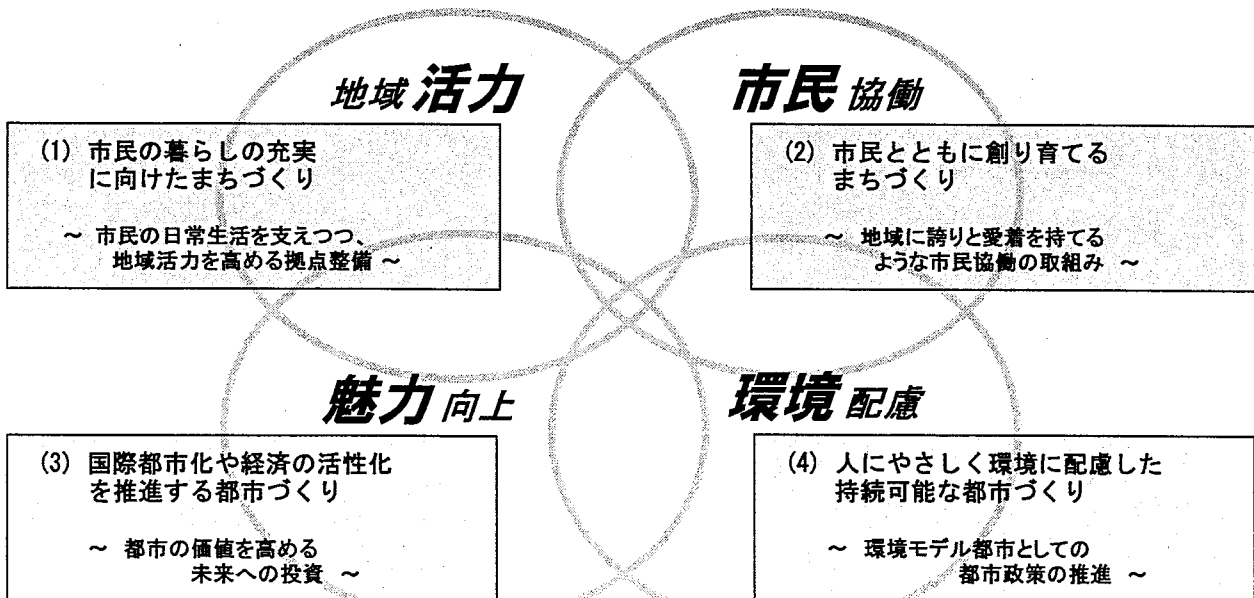 地域 活力
(1) 市民の暮らしの充実
に向けたまちづくり
～ 市民の日常生活を支えつつ、
地域活力を高める拠点整備 ～
市民 協働
(2) 市民とともに創り育てる
まちづくり
～ 地域に誇りと愛着を持てる
ような市民協働の取組み ～
魅力 向上
(3) 国際都市化や経済の活性化
を推進する都市づくり
～ 都市の価値を高める
未来への投資 ～
環境 配慮
(4) 人にやさしく環境に配慮した
持続可能な都市づくり
～ 環境モデル都市としての
都市政策の推進 ～